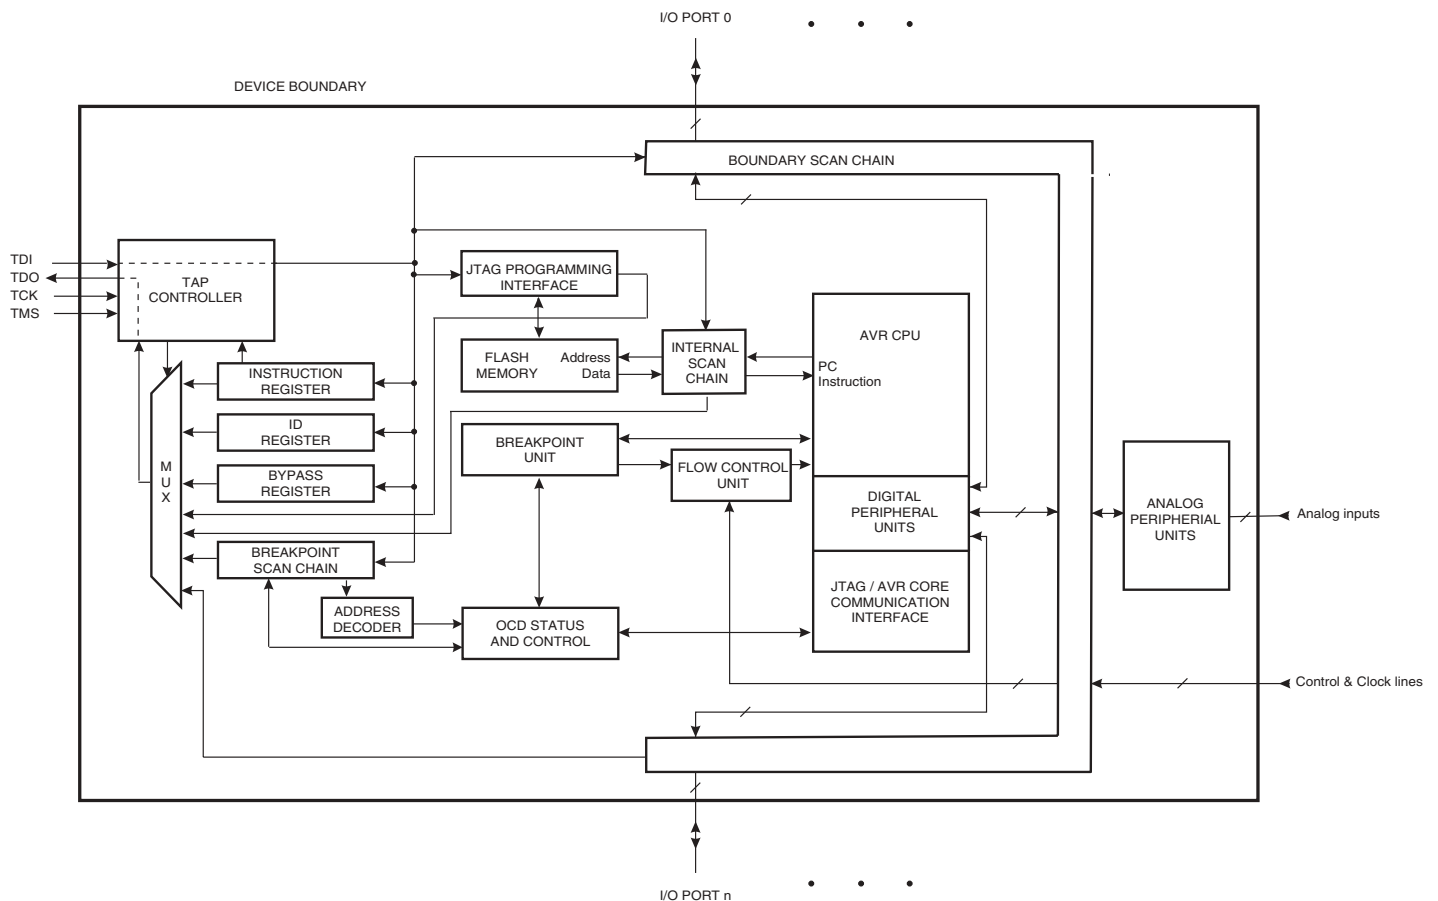 I/O PORT 0
DEVICE BOUNDARY
BOUNDARY SCAN CHAIN
TDI
TDO
TCK
TMS
TAP
CONTROLLER
JTAG PROGRAMMING
INTERFACE
FLASH
MEMORY
Address
Data
INTERNAL
SCAN
CHAIN
AVR CPU
PC
Instruction
INSTRUCTION
REGISTER
ID
REGISTER
BYPASS
REGISTER
M
U
X
BREAKPOINT
UNIT
FLOW CONTROL
UNIT
DIGITAL
PERIPHERAL
UNITS
ANALOG
PERIPHERIAL
UNITS
Analog inputs
BREAKPOINT
SCAN CHAIN
ADDRESS
DECODER
OCD STATUS
AND CONTROL
JTAG / AVR CORE
COMMUNICATION
INTERFACE
Control & Clock lines
I/O PORT n